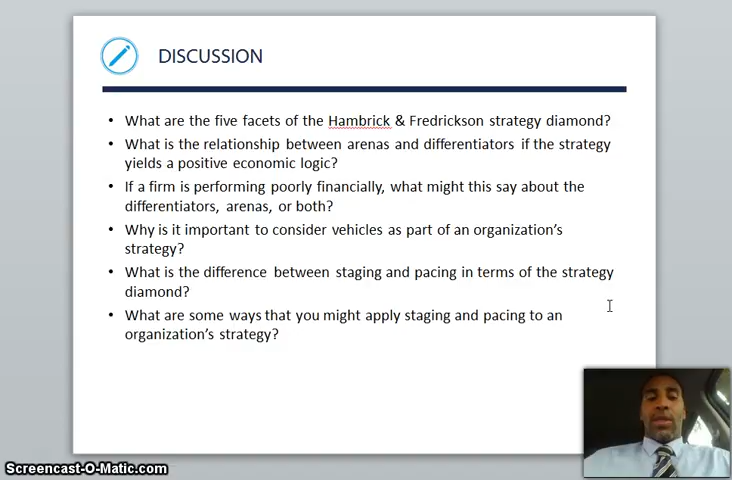 DISCUSSION
• What are the five facets of the Hambrick & Fredrickson strategy diamond?
• What is the relationship between arenas and differentiators if the strategy
yields a positive economic logic?
• If a firm is performing poorly financially, what might this say about the
differentiators, arenas, or both?
• Why is it important to consider vehicles as part of an organization's
strategy?
• What is the difference between staging and pacing in terms of the strategy
diamond?
• What are some ways that you might apply staging and pacing to an
organization's strategy?
Screencast-O-Matic.com